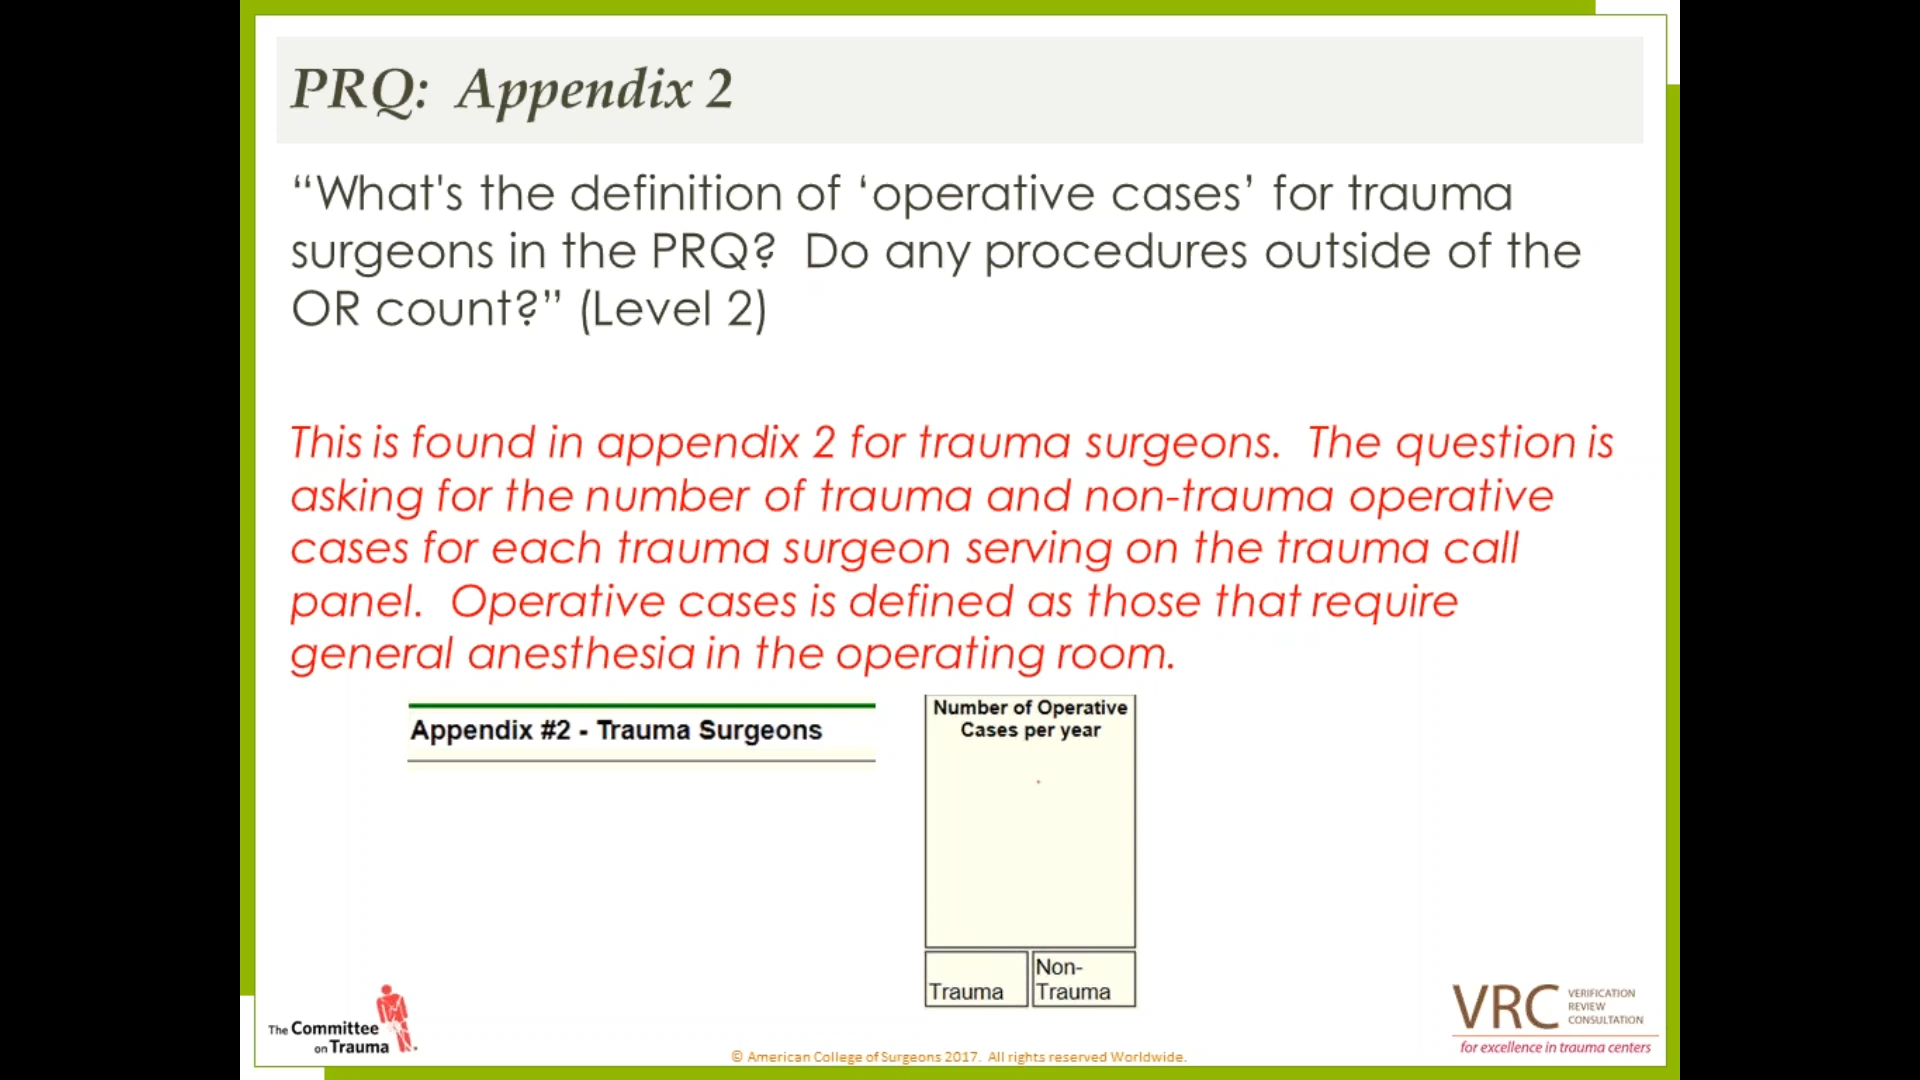 PRQ: Appendix 2
“What's the definition of ‘operative cases’ for trauma
surgeons in the PRQ? Do any procedures outside of the
OR count?” (Level 2)
This is found in appendix 2 for trauma surgeons. The question is
asking for the number of trauma and non-trauma operative
cases for each trauma surgeon serving on the trauma call
panel. Operative cases is defined as those that require
general anesthesia in the operating room.
Appendix #2 - Trauma Surgeons
Number of Operative
Cases per year
Trauma
Non-
Trauma
The Committee
on Trauma
VRC
VERIFICATION
REVIEW
CONSULTATION
for excellence in trauma centers
© American College of Surgeons 2017. All rights reserved Worldwide.